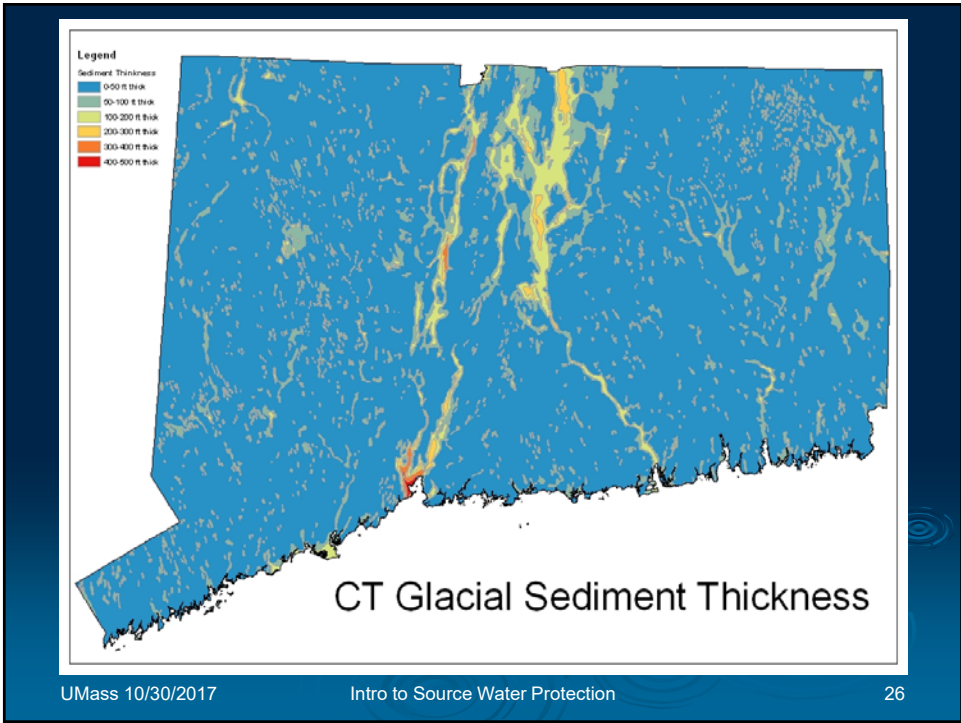 Legend
Sediment Thinkness
0-50 ft thick
50-100 ft thick
100-200 ft thick
200-300 ft thick
300-400 ft thick
400-500 ft thick
CT Glacial Sediment Thickness
UMass 10/30/2017 Intro to Source Water Protection 26